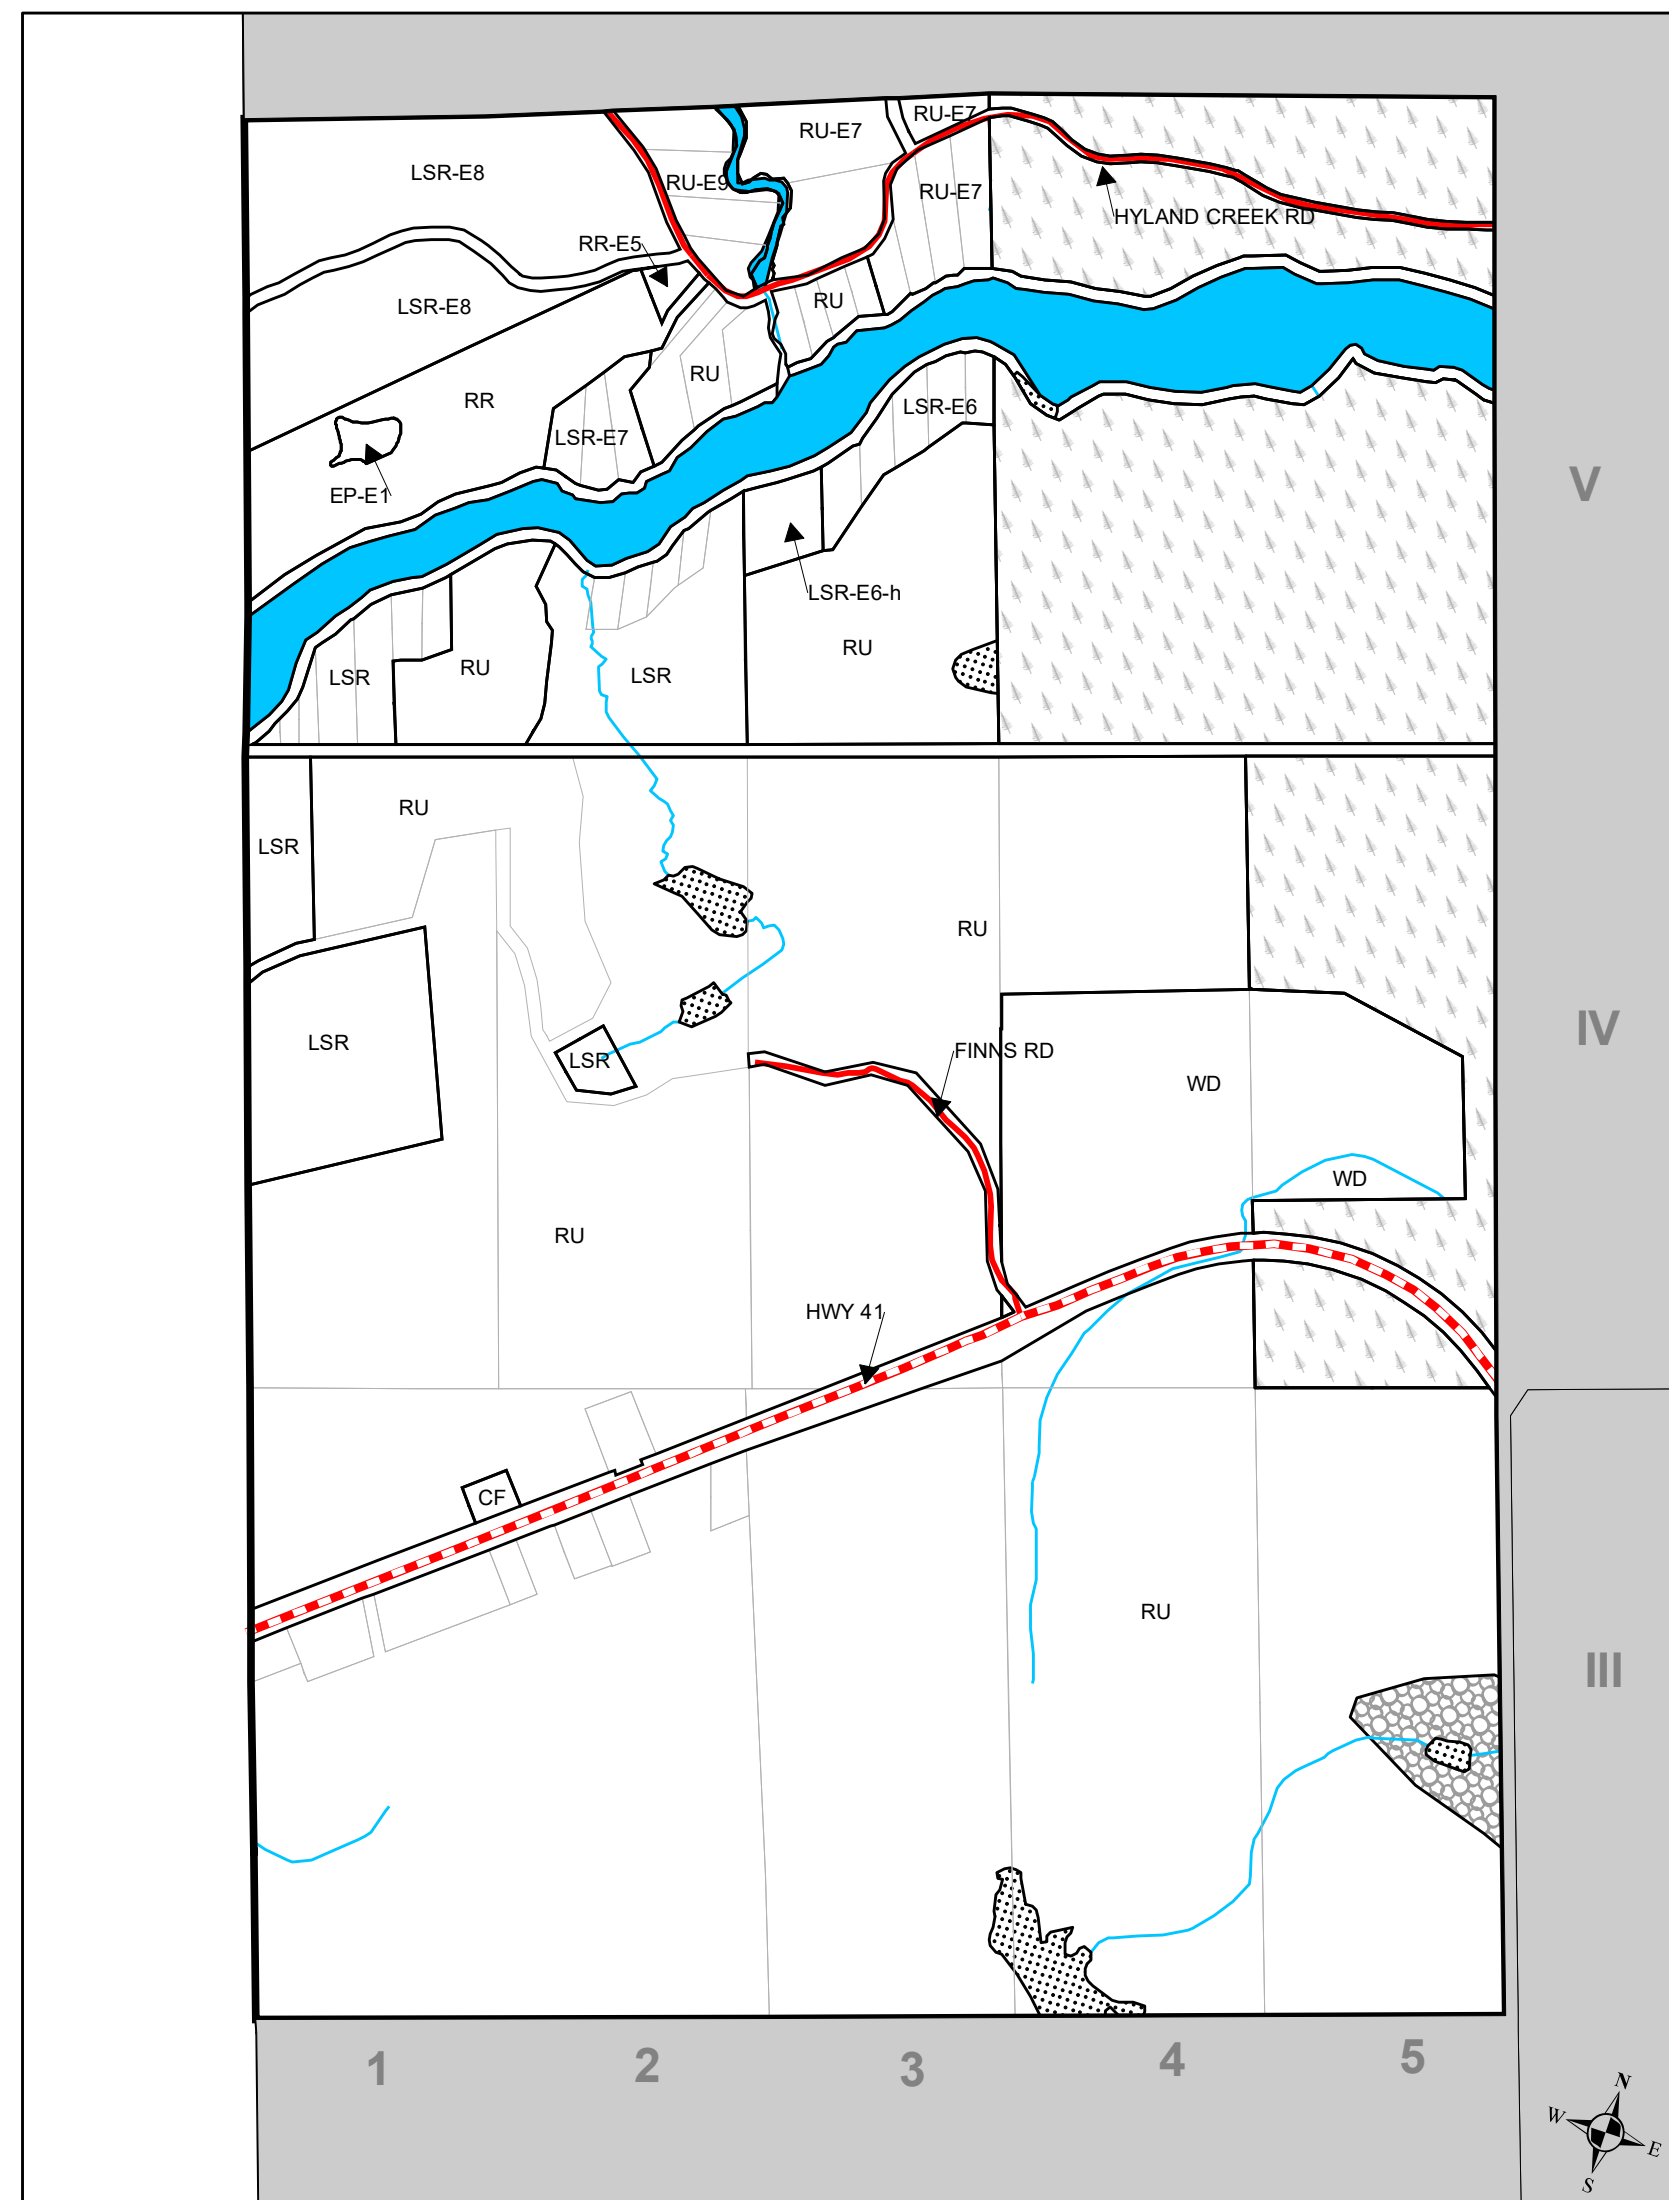 RU-E7
RU-E7
LSR-E8
RU-E9
RU-E7
HYLAND CREEK RD
RR-E5
LSR-E8
RU
RU
RR
LSR-E6
LSR-E7
V
EP-E1
LSR-E6-h
RU
LSR
RU
LSR
RU
LSR
RU
LSR
IV
FINNS RD
LSR
WD
WD
RU
HWY 41
CF
RU
III
1
2
3
4
5
N
W
E
S